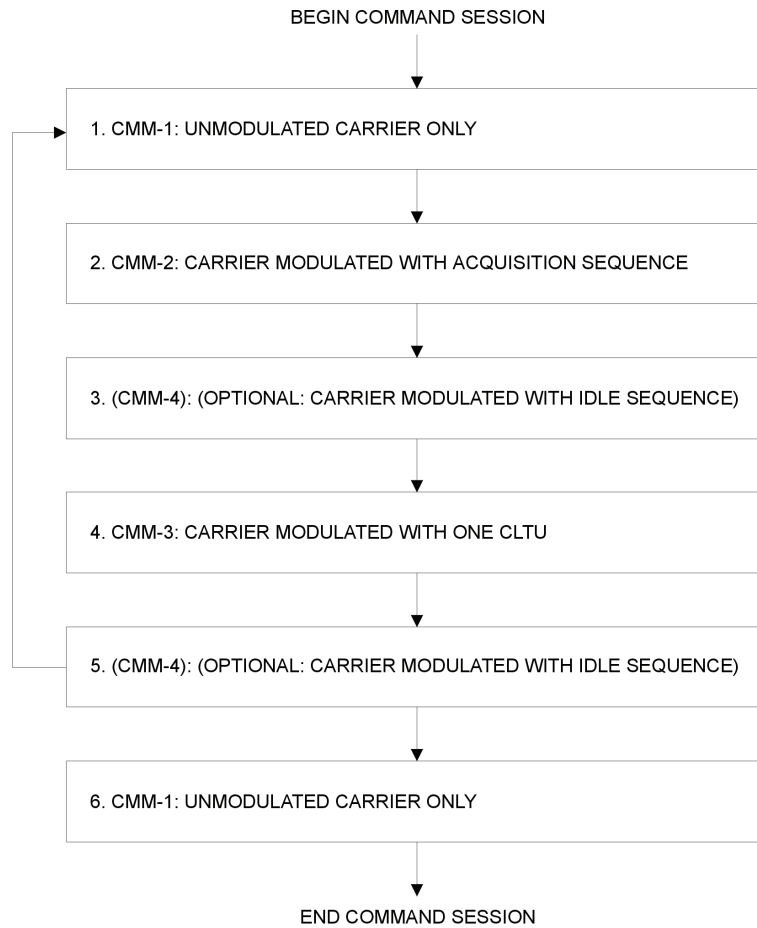 BEGIN COMMAND SESSION
1. CMM-1: UNMODULATED CARRIER ONLY
2. CMM-2: CARRIER MODULATED WITH ACQUISITION SEQUENCE
3. (CMM-4): (OPTIONAL: CARRIER MODULATED WITH IDLE SEQUENCE)
4. CMM-3: CARRIER MODULATED WITH ONE CLTU
5. (CMM-4): (OPTIONAL: CARRIER MODULATED WITH IDLE SEQUENCE)
6. CMM-1: UNMODULATED CARRIER ONLY
END COMMAND SESSION